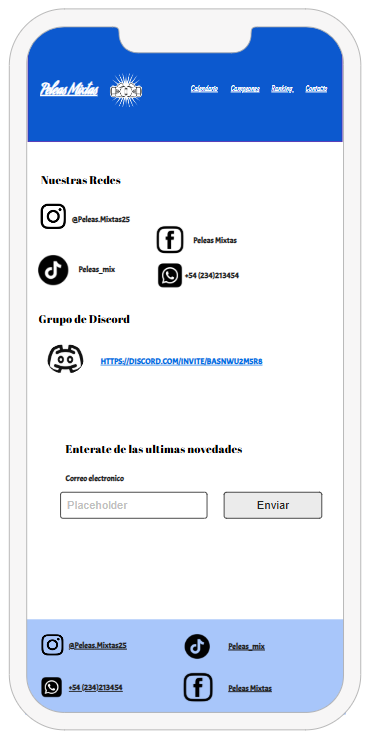 Peleas Mixtas
Calendario Campeones Ranking Contacto
Nuestras Redes
@Peleas.Mixtas25
Peleas Mixtas
Peleas_mix
+54 (234)213454
Grupo de Discord
HTTPS://DISCORD.COM/INVITE/BASNWU2MSR8
Enterate de las ultimas novedades
Correo electronico
Placeholder Enviar
@Peleas.Mixtas25 Peleas_mix
+54 (234)213454 Peleas Mixtas